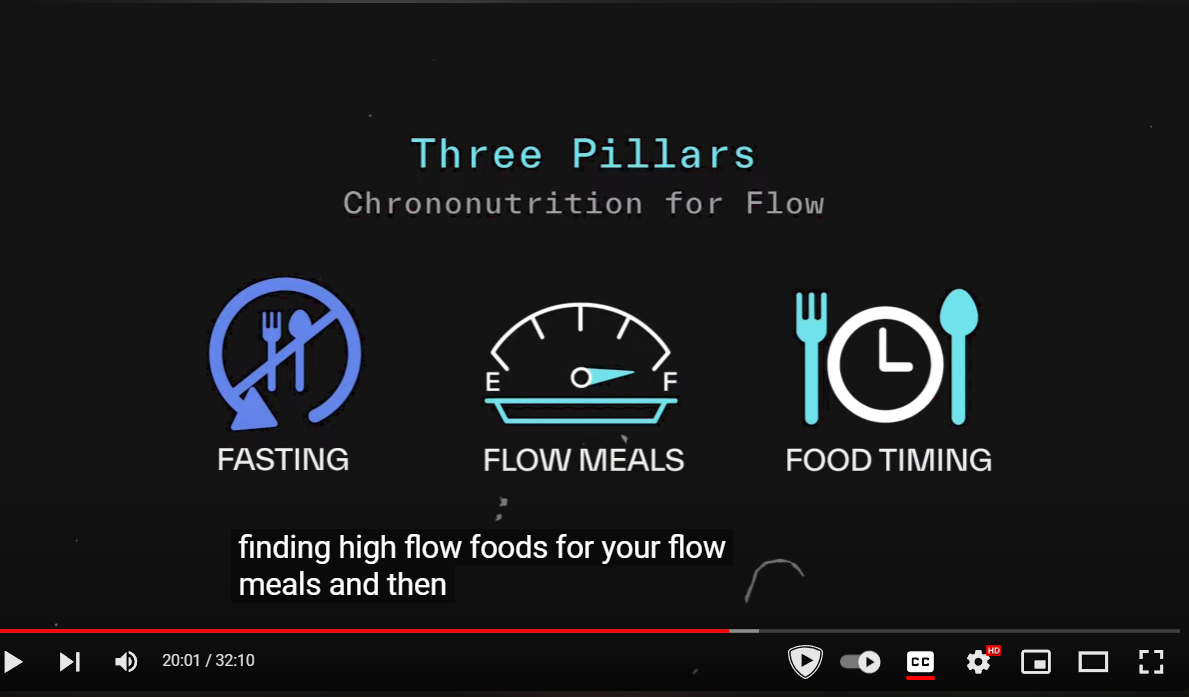 Three Pillars
Chrononutrition for Flow
E F
FASTING
FLOW MEALS
FOOD TIMING
finding high flow foods for your flow
meals and then
20:01 / 32:10
CC
HD